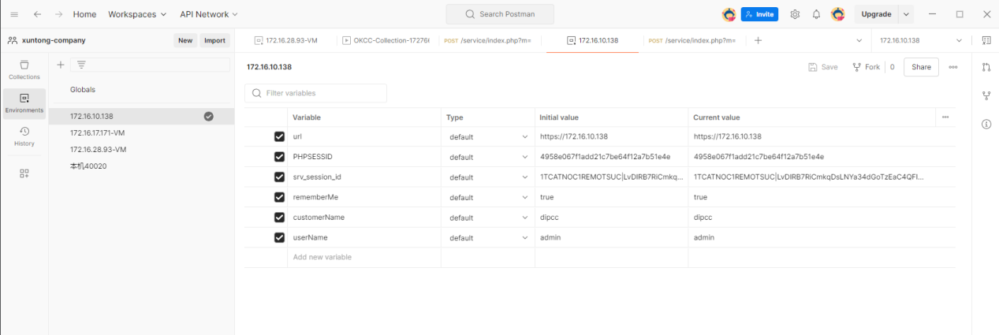 Home Workspaces API Network Search Postman Invite Upgrade
xuntong-company New Import 172.16.28.93-VM OKCC-Collection-17276 POST /service/index.php?m= 172.16.10.138 POST /service/index.php?m= 172.16.10.138
Collections
Environments
History
Globals
172.16.10.138
172.16.17.171-VM
172.16.28.93-VM
本机40020
172.16.10.138 Save Fork 0 Share
Filter variables
Variable Type Initial value Current value
url default https://172.16.10.138 https://172.16.10.138
PHPSESSID default 4958e067f1add21c7be64f12a7b51e4e 4958e067f1add21c7be64f12a7b51e4e
srv_session_id default 1TCATNOC1REMOTSUC|LvDIRB7RiCmkq... 1TCATNOC1REMOTSUC|LvDIRB7RiCmkqDsLNYa34dGoTzEaC4QFI...
rememberMe default true true
customerName default dipcc dipcc
userName default admin admin
Add new variable